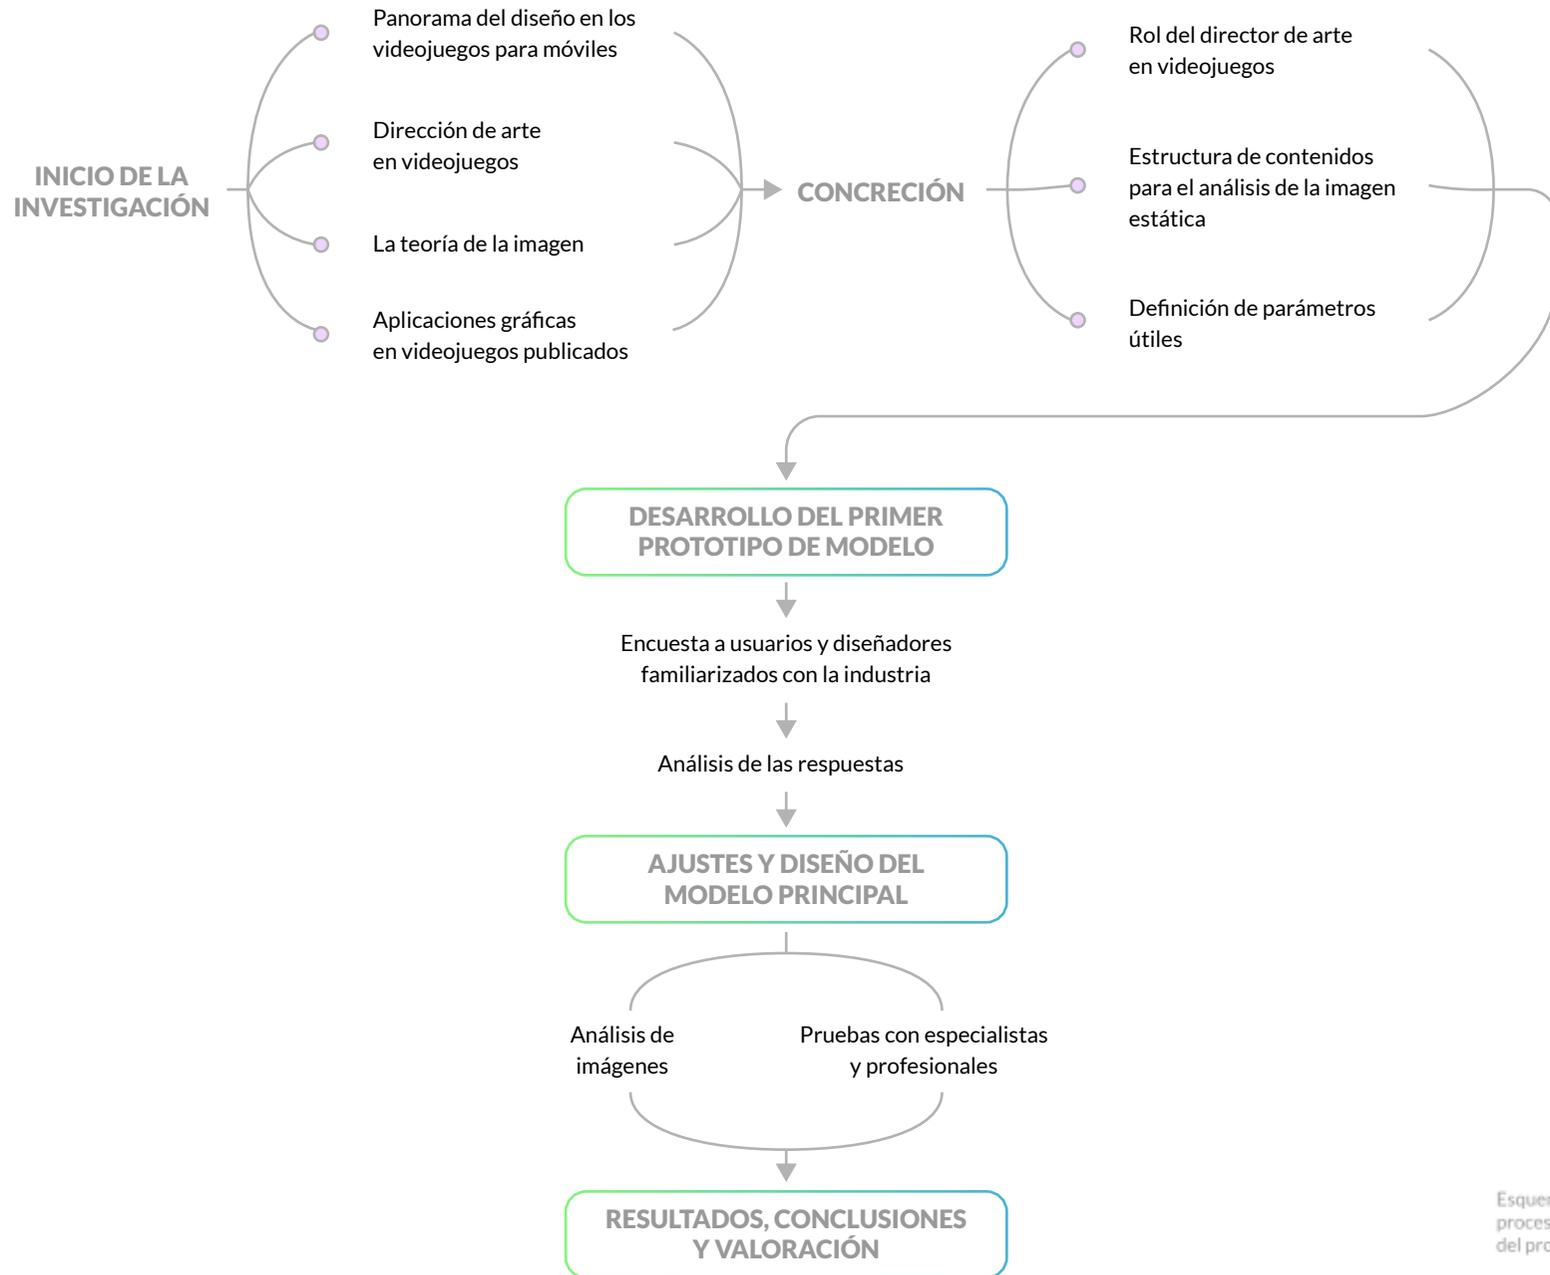 INICIO DE LA
INVESTIGACIÓN
Panorama del diseño en los
videojuegos para móviles
Dirección de arte
en videojuegos
La teoría de la imagen
Aplicaciones gráficas
en videojuegos publicados
CONCRECIÓN
Rol del director de arte
en videojuegos
Estructura de contenidos
para el análisis de la imagen
estática
Definición de parámetros
útiles
DESARROLLO DEL PRIMER
PROTOTIPO DE MODELO
Encuesta a usuarios y diseñadores
familiarizados con la industria
Análisis de las respuestas
AJUSTES Y DISEÑO DEL
MODELO PRINCIPAL
Análisis de
imágenes
Pruebas con especialistas
y profesionales
RESULTADOS, CONCLUSIONES
Y VALORACIÓN
del